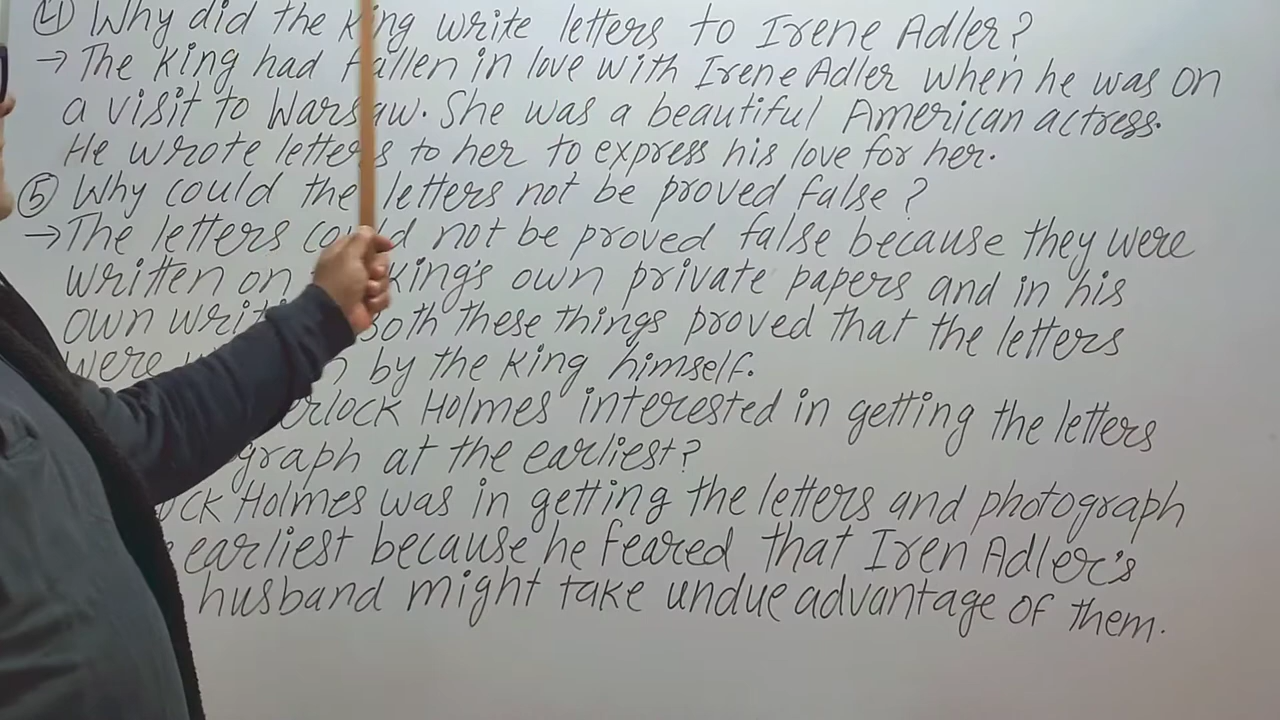 ④ Why did the King write letters to Irene Adler?
→ The King had fallen in love with Irene Adler when he was on
a visit to Warsaw. She was a beautiful American actress.
He wrote letters to her to express his love for her.
⑤ Why could the letters not be proved false?
→ The letters could not be proved false because they were
written on King's own private papers and in his
own Both these things proved that the letters
were by the King himself.
Holmes interested in getting the letters
at the earliest?
Holmes was in getting the letters and photograph
earliest because he feared that Iren Adler's
husband might take undue advantage of them.